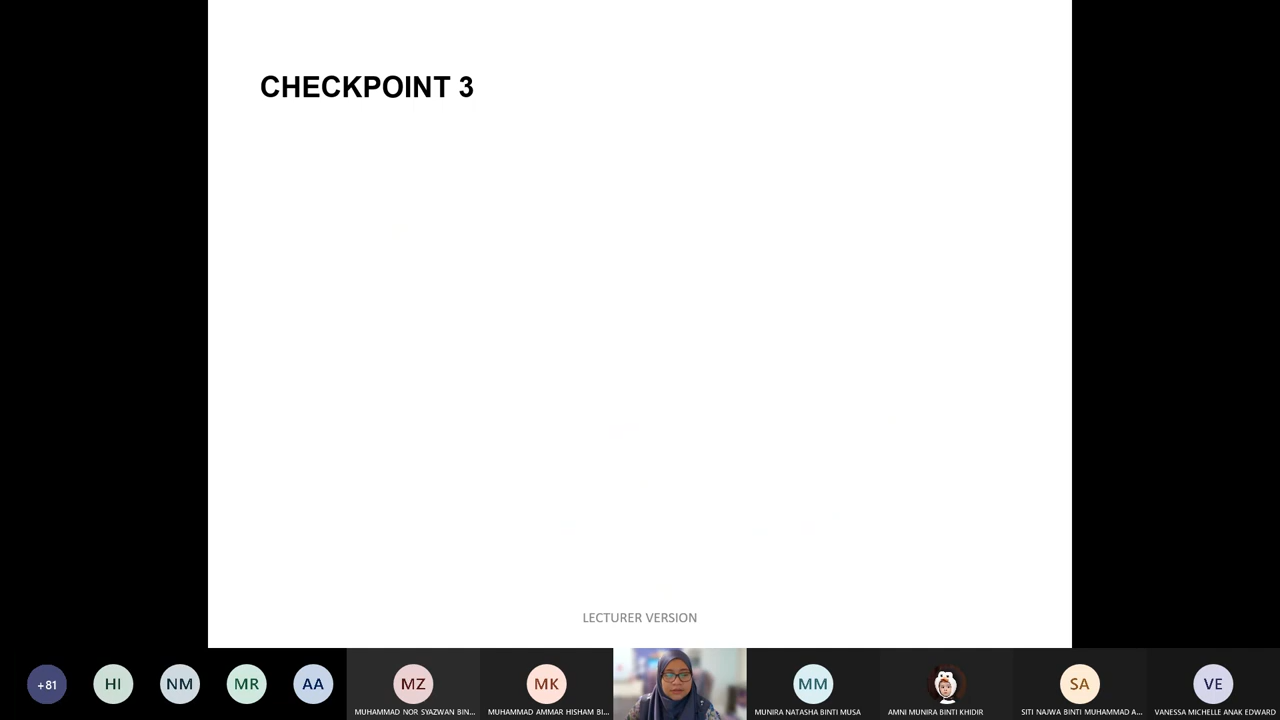 CHECKPOINT 3
LECTURER VERSION
+81
HI
NM
MR
AA
MZ
MK
MM
SA
VE
MUHAMMAD NOR SYAZWAN BIN...
MUHAMMAD AMMAR HISHAM BI...
MUNIRA NATASHA BINTI MUSA
AMNI MUNIRA BINTI KHIDIR
SITI NAJWA BINTI MUHAMMAD A...
VANESSA MICHELLE ANAK EDWARD